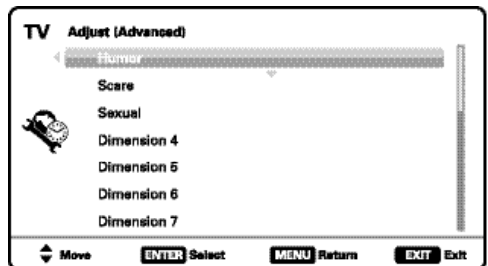 TV Adjust (Advanced)
Humor
Scare
Sexual
Dimension 4
Dimension 5
Dimension 6
Dimension 7
Move ENTER Select MENU Return EXIT Exit